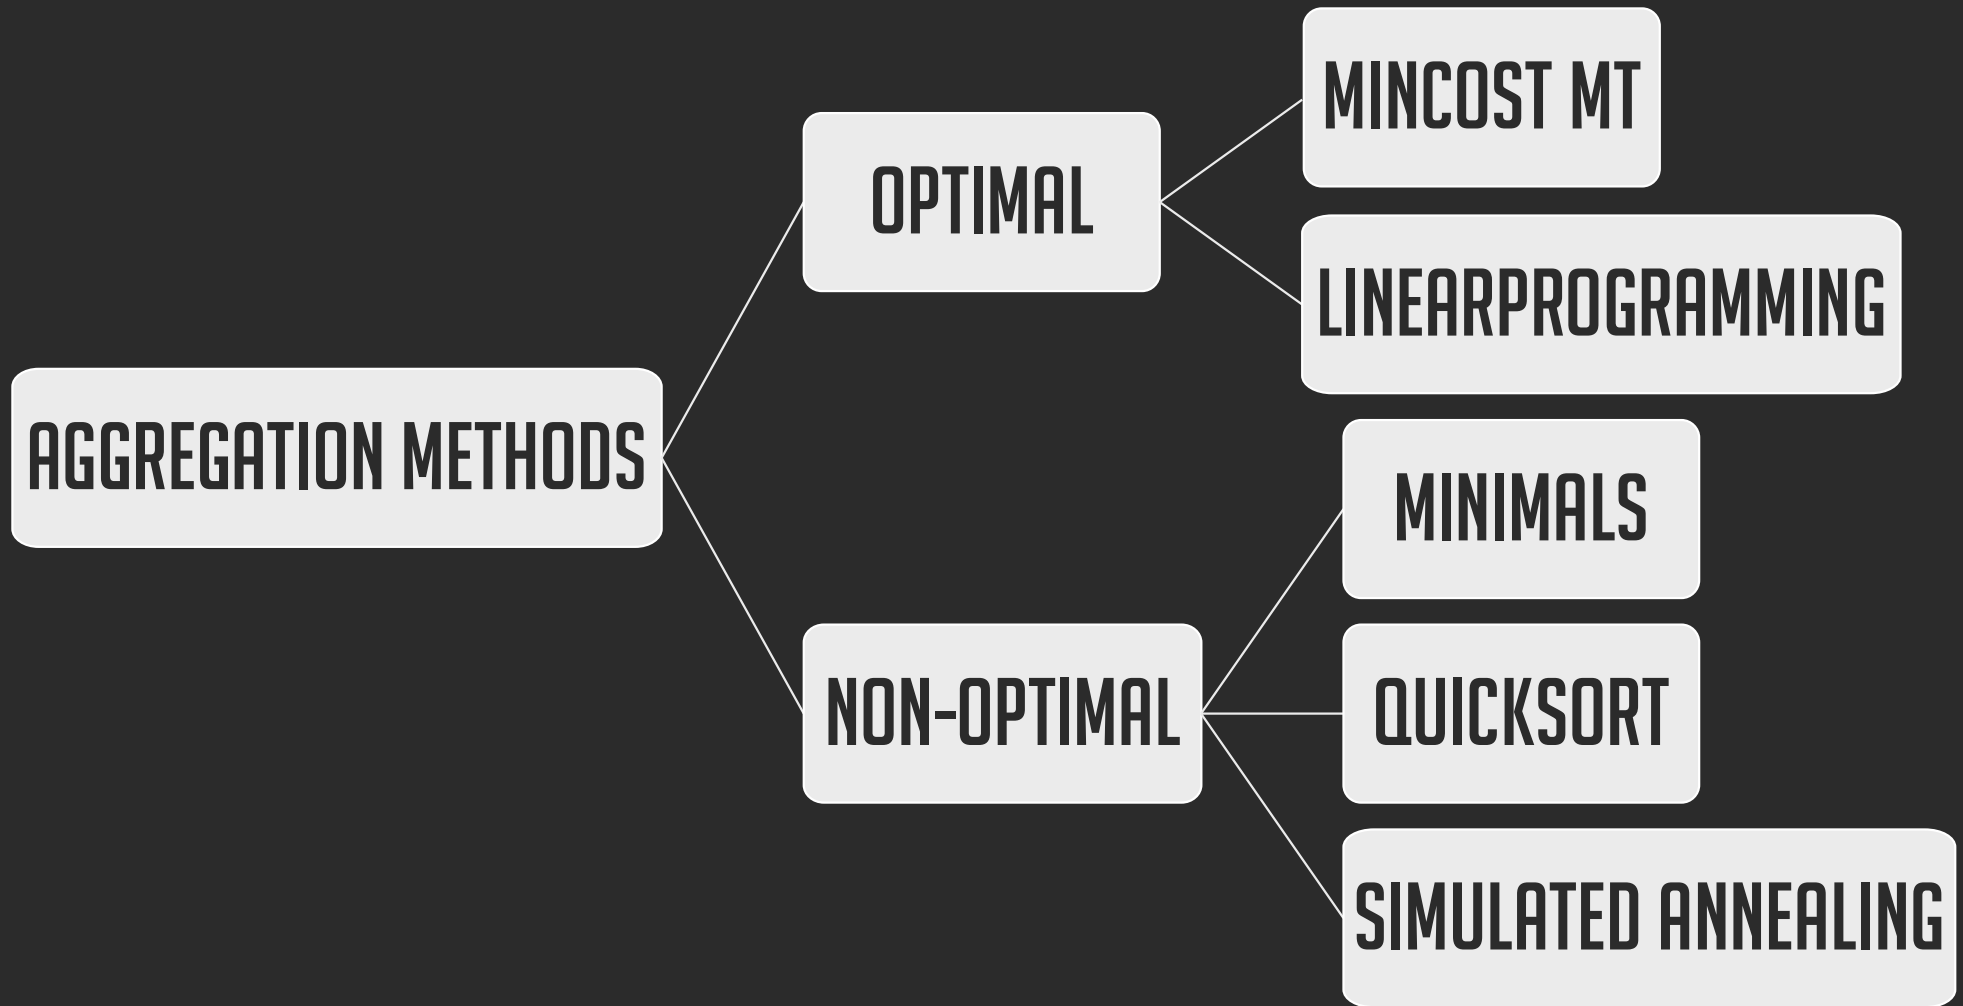 MINCOST MT
OPTIMAL
LINEARPROGRAMMING
AGGREGATION METHODS
MINIMALS
NON-OPTIMAL
QUICKSORT
SIMULATED ANNEALING